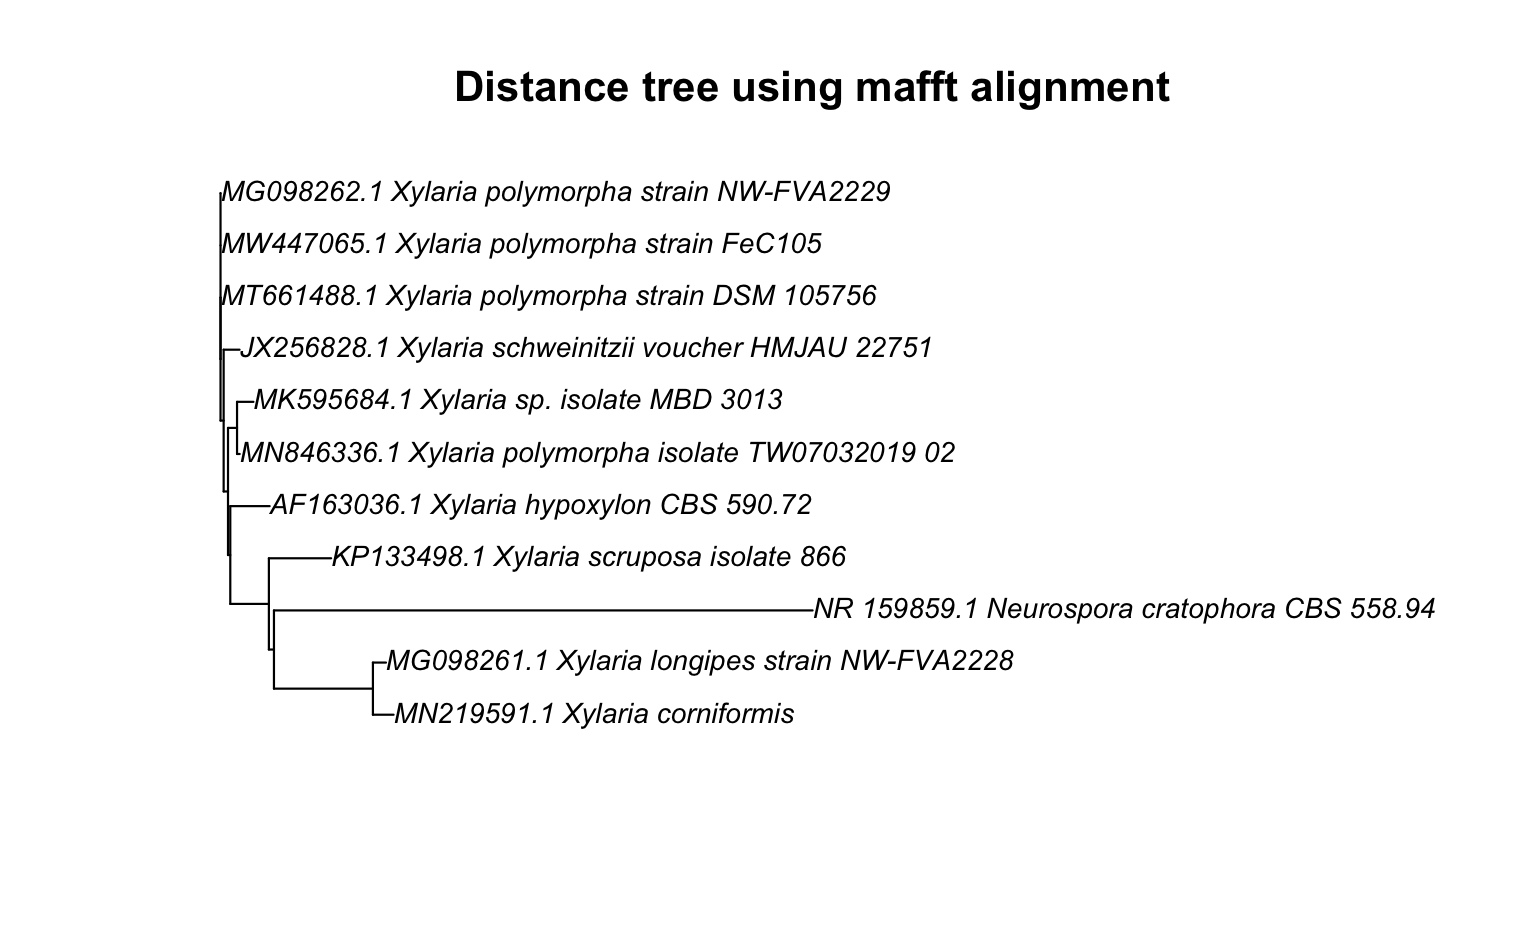 Distance tree using mafft alignment
MG098262.1 Xylaria polymorpha strain NW-FVA2229
MW447065.1 Xylaria polymorpha strain FeC105
MT661488.1 Xylaria polymorpha strain DSM 105756
JX256828.1 Xylaria schweinitzii voucher HMJAU 22751
MK595684.1 Xylaria sp. isolate MBD 3013
MN846336.1 Xylaria polymorpha isolate TW07032019 02
AF163036.1 Xylaria hypoxylon CBS 590.72
KP133498.1 Xylaria scruposa isolate 866
NR 159859.1 Neurospora cratophora CBS 558.94
MG098261.1 Xylaria longipes strain NW-FVA2228
MN219591.1 Xylaria corniformis